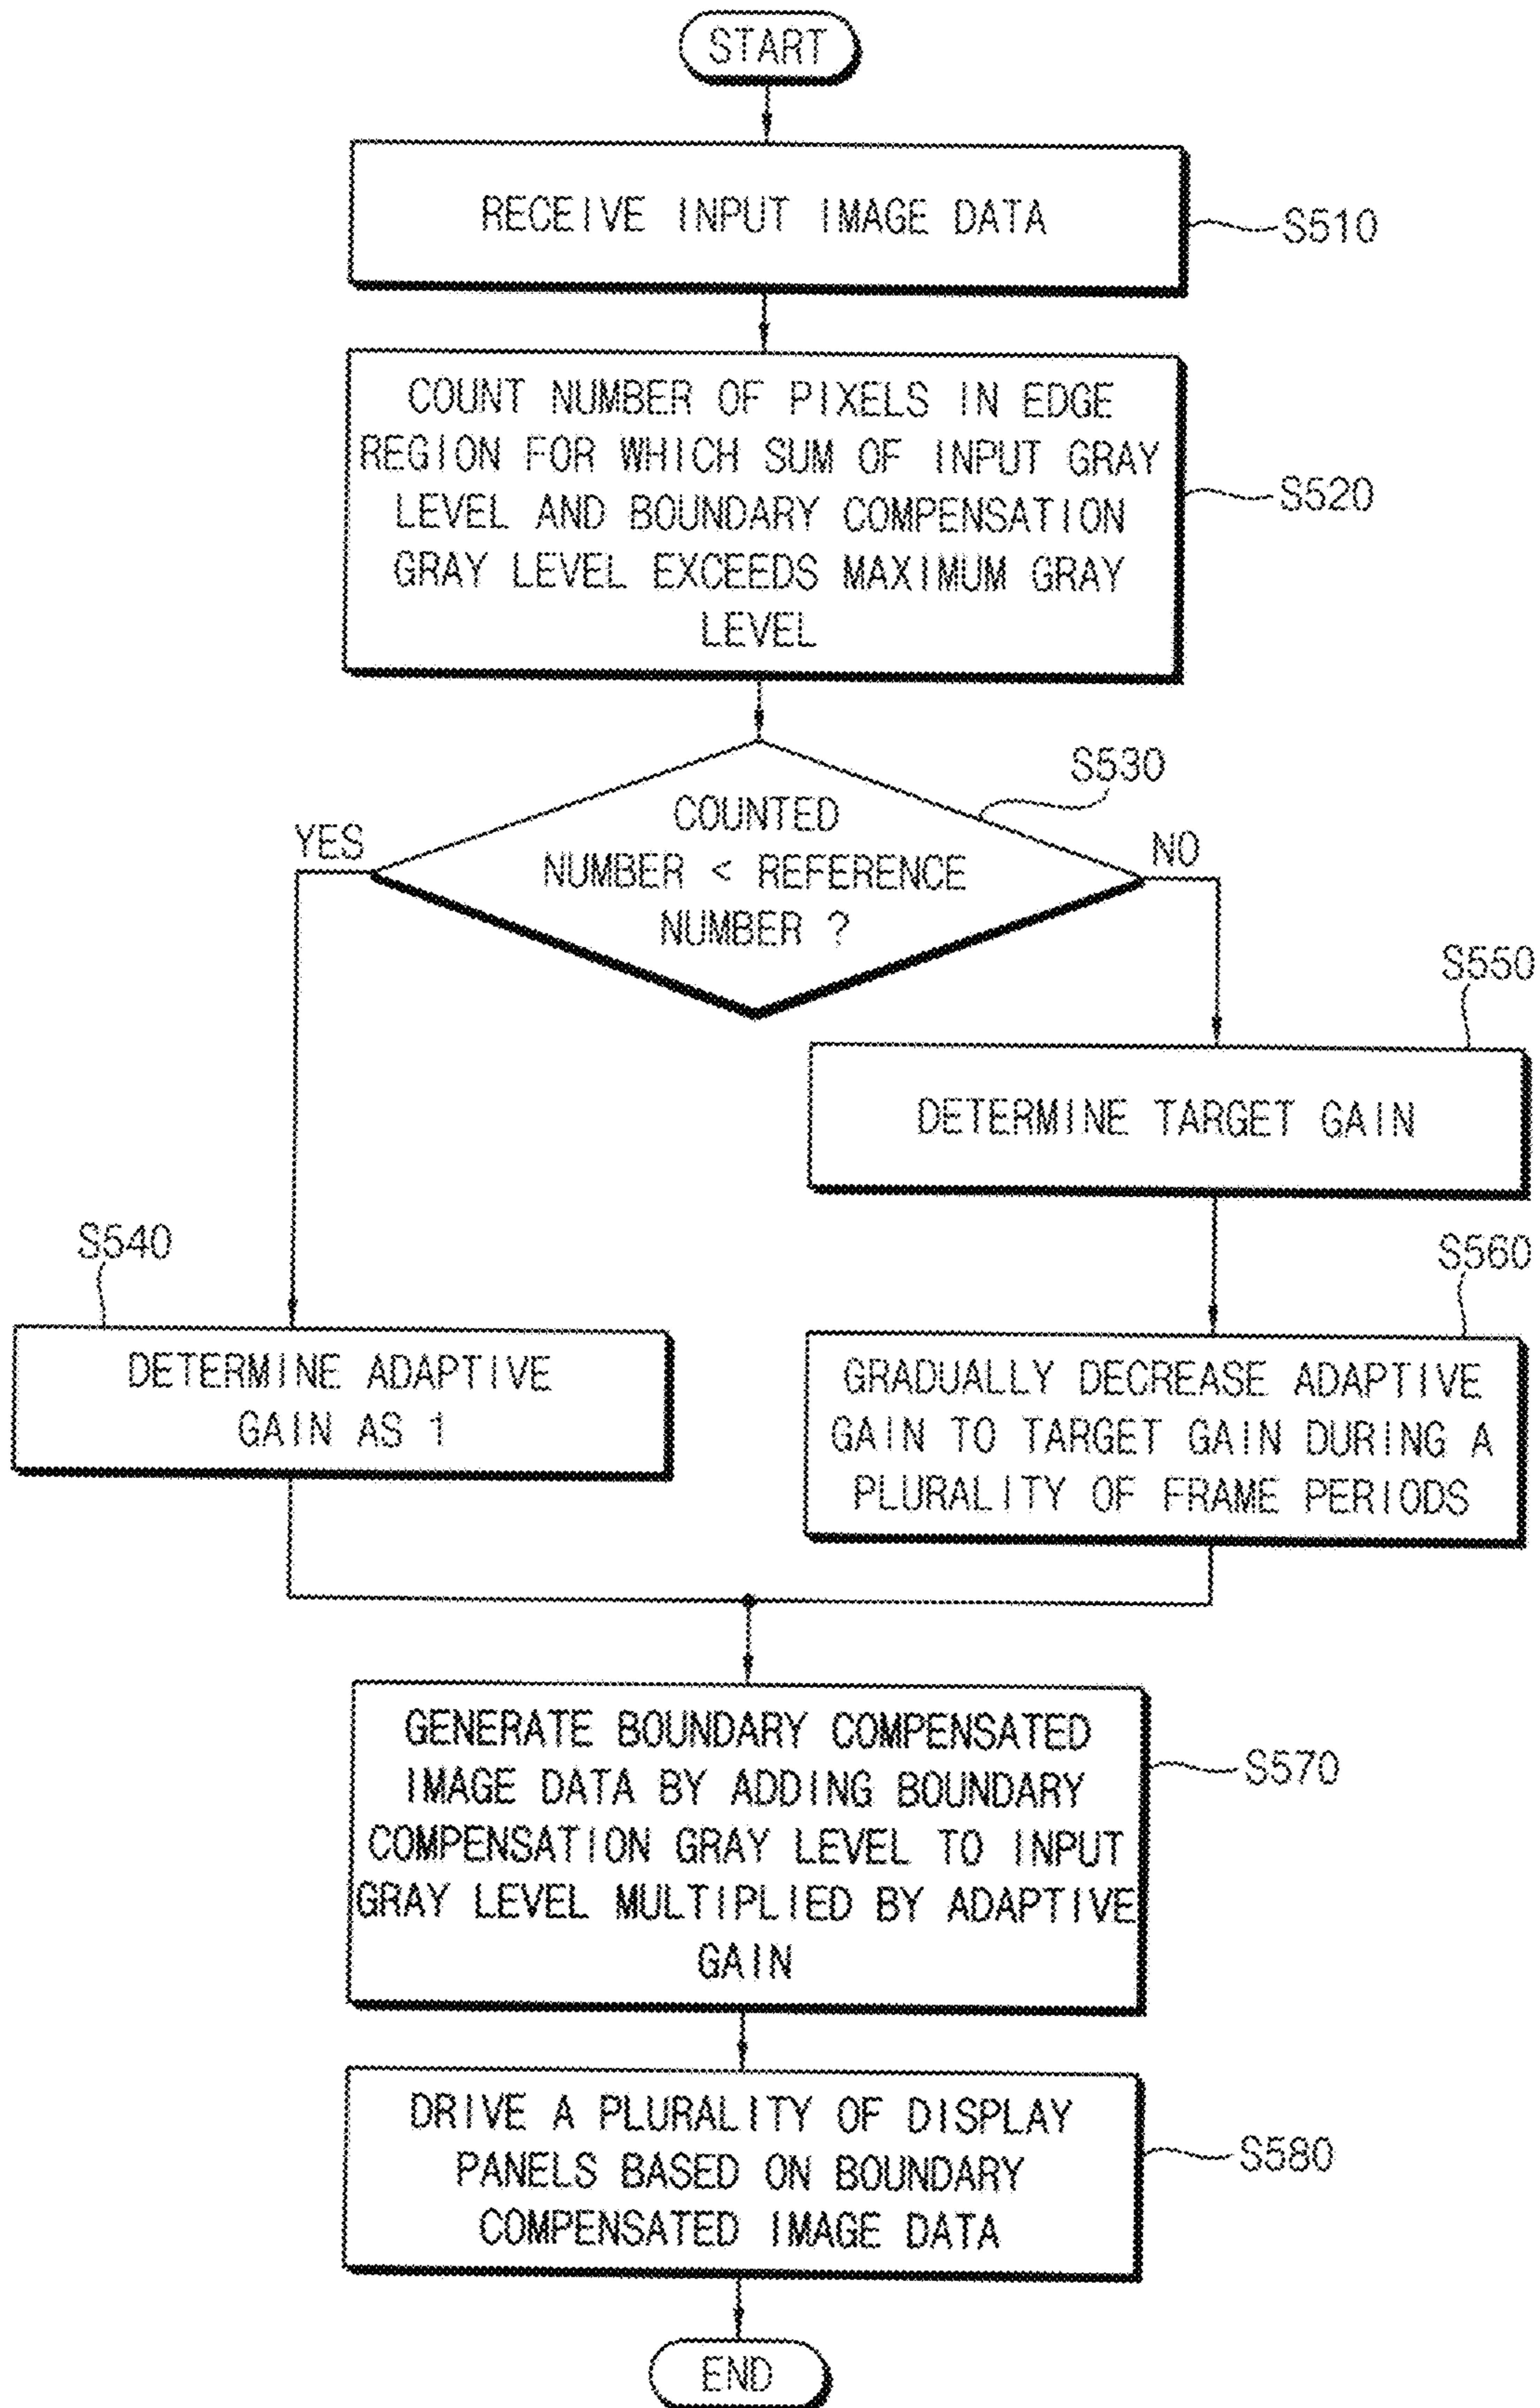 START
RECEIVE INPUT IMAGE DATA
S510
COUNT NUMBER OF PIXELS IN EDGE
REGION FOR WHICH SUM OF INPUT GRAY
LEVEL AND BOUNDARY COMPENSATION
GRAY LEVEL EXCEEDS MAXIMUM GRAY
LEVEL
S520
S530
COUNTED
NUMBER < REFERENCE
NUMBER ?
YES
NO
S550
DETERMINE TARGET GAIN
S540
DETERMINE ADAPTIVE
GAIN AS 1
S560
GRADUALLY DECREASE ADAPTIVE
GAIN TO TARGET GAIN DURING A
PLURALITY OF FRAME PERIODS
GENERATE BOUNDARY COMPENSATED
IMAGE DATA BY ADDING BOUNDARY
COMPENSATION GRAY LEVEL TO INPUT
GRAY LEVEL MULTIPLIED BY ADAPTIVE
GAIN
S570
DRIVE A PLURALITY OF DISPLAY
PANELS BASED ON BOUNDARY
COMPENSATED IMAGE DATA
S580
END